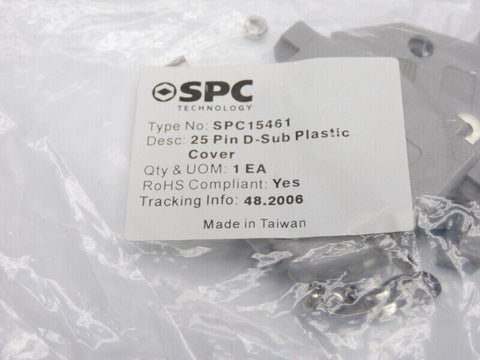 SPC
TECHNOLOGY
Type No: SPC15461
Desc: 25 Pin D-Sub Plastic
Cover
Qty & UOM: 1 EA
RoHS Compliant: Yes
Tracking Info: 48.2006
Made in Taiwan